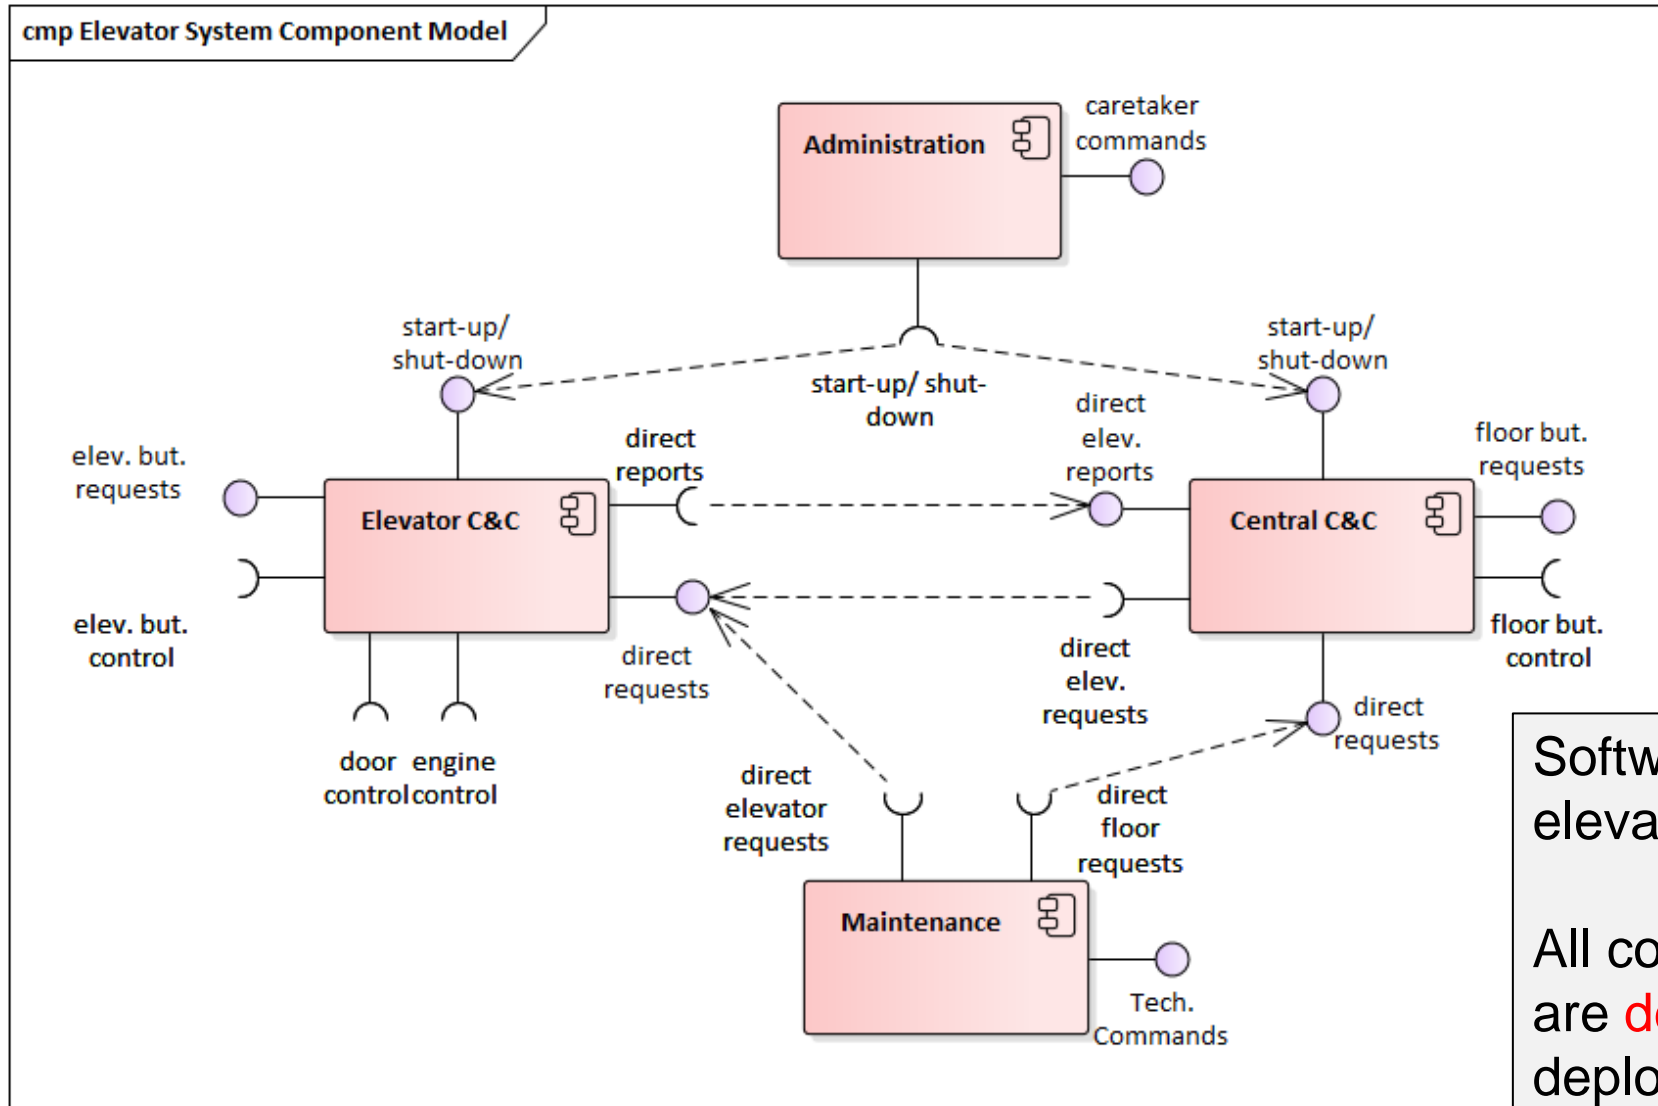 cmp Elevator System Component Model
Administration
caretaker
commands
start-up/
shut-down
start-up/ shut-
down
start-up/
shut-down
elev. but.
requests
direct
reports
direct
elev.
reports
floor but.
requests
Elevator C&C
Central C&C
elev. but.
control
direct
requests
direct
elev.
requests
floor but.
control
door
control
engine
control
direct
elevator
requests
direct
floor
requests
direct
requests
Maintenance
Tech.
Commands
All
are